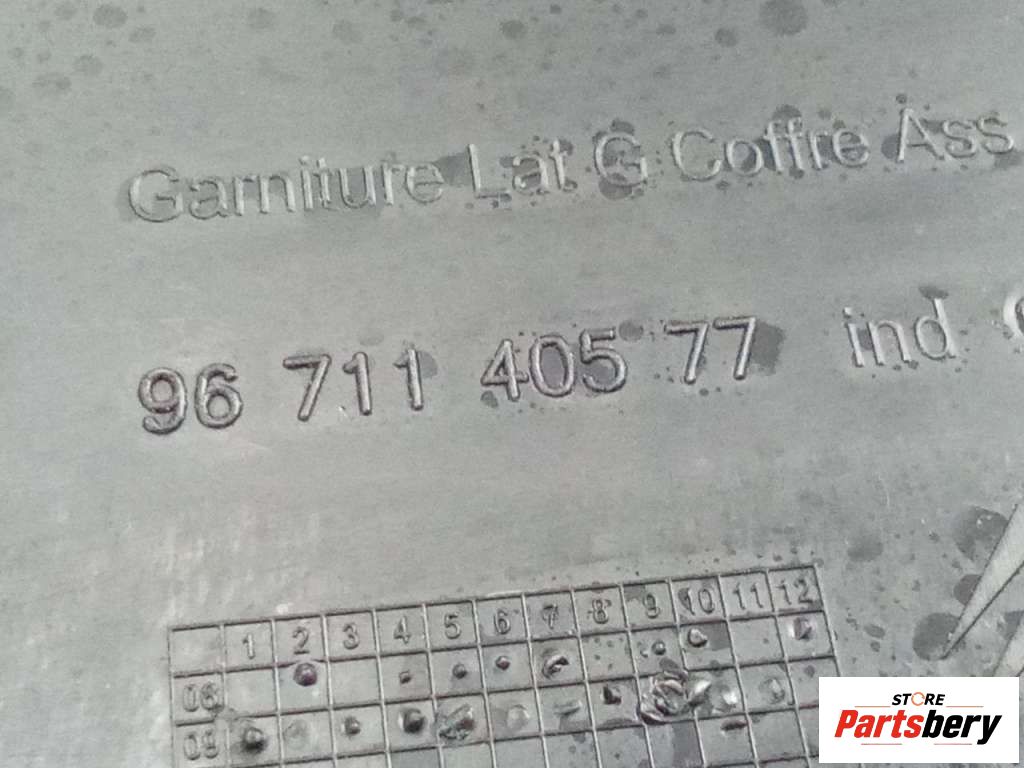 Garniture Lat G Coffre Ass
96 711 405 77 ind
1 2 3 4 5 6 7 8 9 10 11 12
08
09
STORE
Partsbery